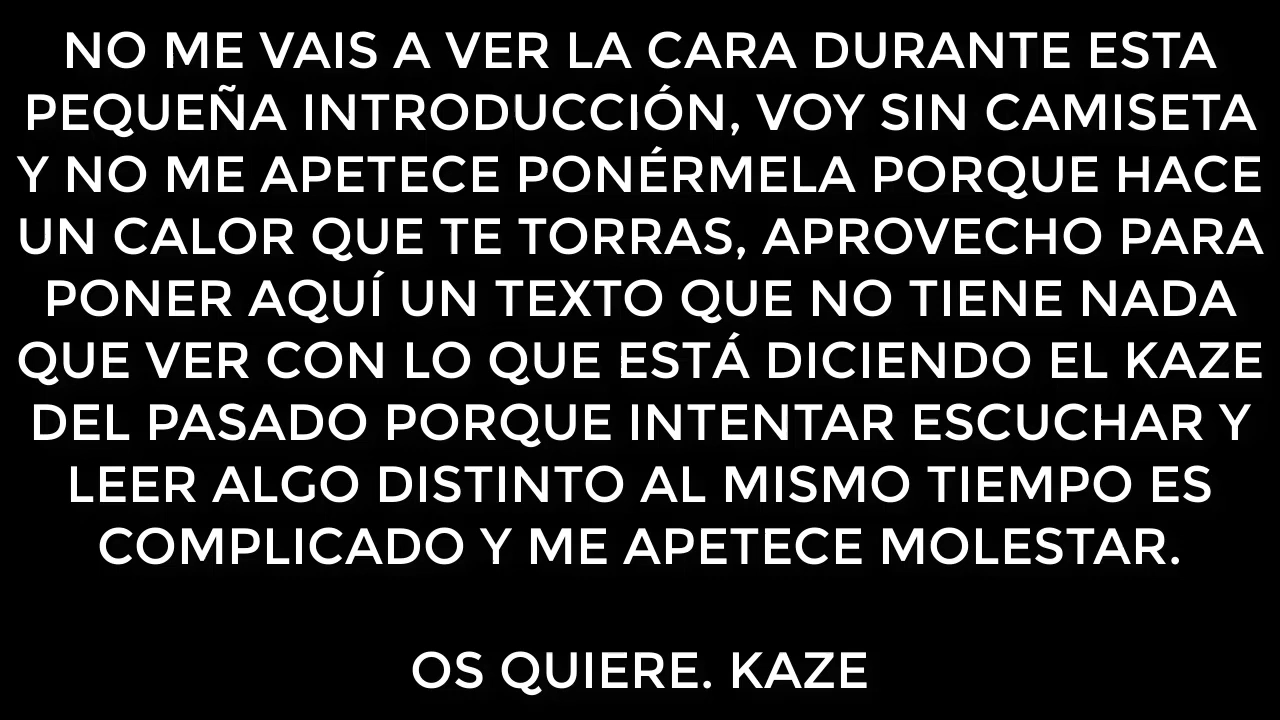 NO ME VAIS A VER LA CARA DURANTE ESTA
PEQUEÑA INTRODUCCIÓN, VOY SIN CAMISETA
Y NO ME APETECE PONÉRMELA PORQUE HACE
UN CALOR QUE TE TORRAS, APROVECHO PARA
PONER AQUÍ UN TEXTO QUE NO TIENE NADA
QUE VER CON LO QUE ESTÁ DICIENDO EL KAZE
DEL PASADO PORQUE INTENTAR ESCUCHAR Y
LEER ALGO DISTINTO AL MISMO TIEMPO ES
COMPLICADO Y ME APETECE MOLESTAR.
OS QUIERE. KAZE